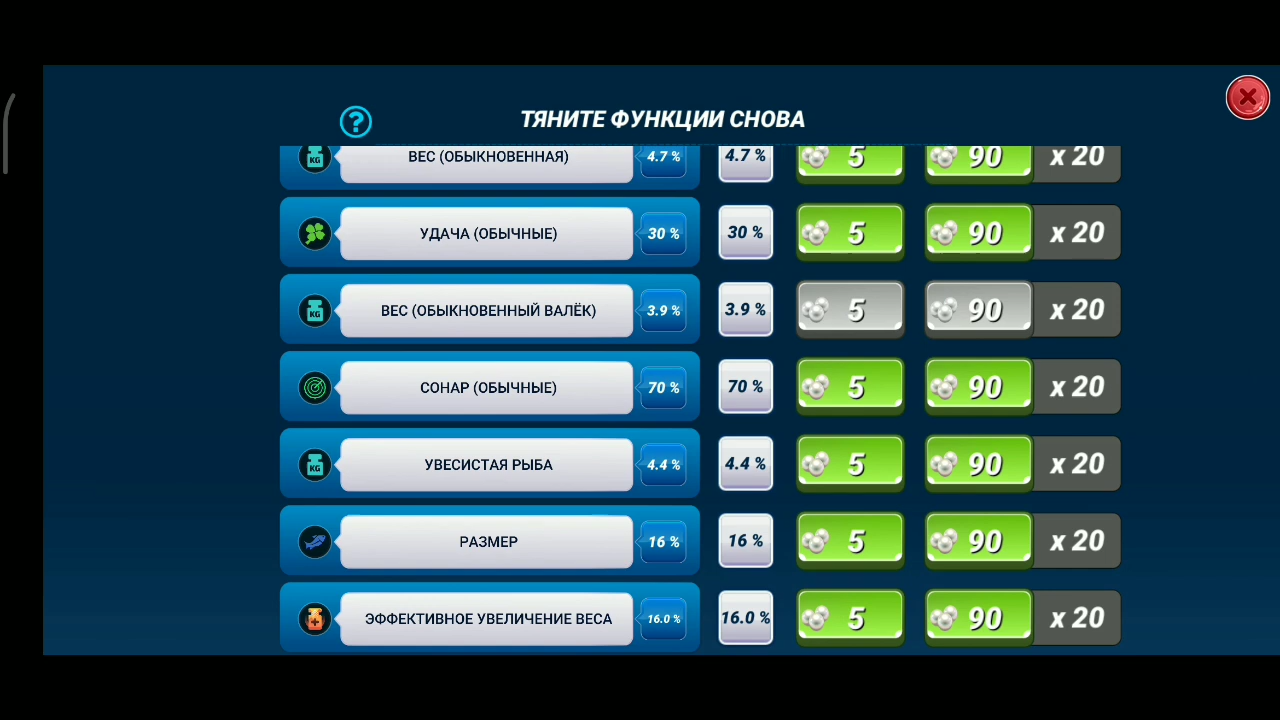 ?
ТЯНИТЕ ФУНКЦИИ СНОВА
KG ВЕС (ОБЫКНОВЕННАЯ) 4.7 % 4.7 % 5 90 x 20
УДАЧА (ОБЫЧНЫЕ) 30 % 30 % 5 90 x 20
KG ВЕС (ОБЫКНОВЕННЫЙ ВАЛЁК) 3.9 % 3.9 % 5 90 x 20
СОНАР (ОБЫЧНЫЕ) 70 % 70 % 5 90 x 20
KG УВЕСИСТАЯ РЫБА 4.4 % 4.4 % 5 90 x 20
РАЗМЕР 16 % 16 % 5 90 x 20
ЭФФЕКТИВНОЕ УВЕЛИЧЕНИЕ ВЕСА 16.0 % 16.0 % 5 90 x 20